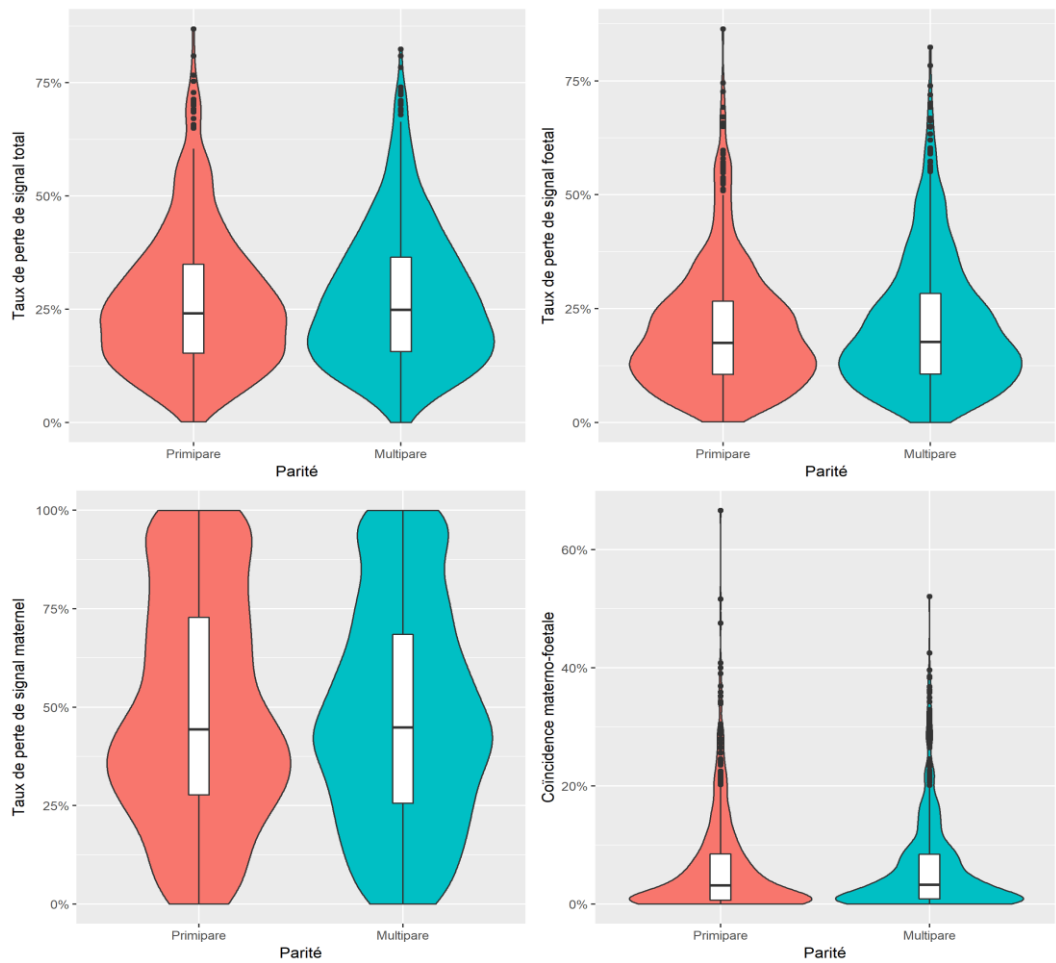 Taux de perte de signal total
75%
50%
25%
0%
Primipare
Multipare
Parité
Taux de perte de signal foetal
75%
50%
25%
0%
Primipare
Multipare
Parité
Taux de perte de signal maternel
100%
75%
50%
25%
0%
Primipare
Multipare
Parité
Coïncidence materno-foetale
60%
40%
20%
0%
Primipare
Multipare
Parité